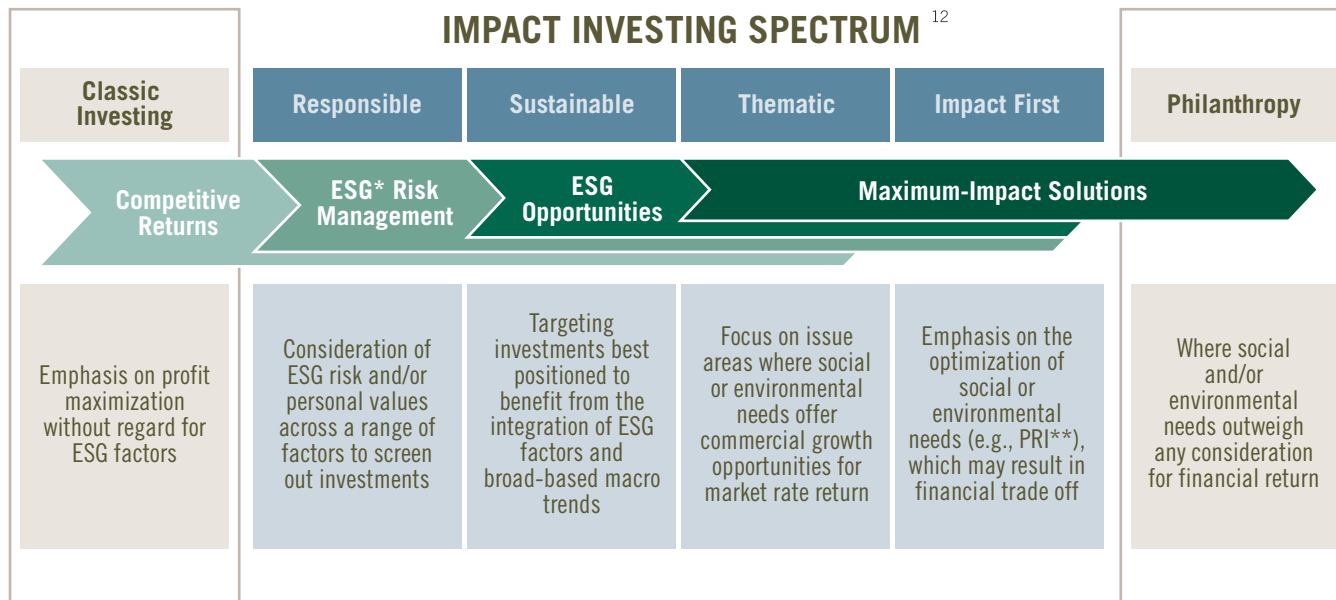 IMPACT INVESTING SPECTRUM 12
Classic
Investing
Responsible
Sustainable
Thematic
Impact First
Philanthropy
Competitive
Returns
ESG* Risk
Management
ESG
Opportunities
Maximum-Impact Solutions
Emphasis on profit
maximization
without regard for
ESG factors
Consideration of
ESG risk and/or
personal values
across a range of
factors to screen
out investments
Targeting
investments best
positioned to
benefit from the
integration of ESG
factors and
broad-based macro
trends
Focus on issue
areas where social
or environmental
needs offer
commercial growth
opportunities for
market rate return
Emphasis on the
optimization of
social or
environmental
needs (e.g., PRI**),
which may result in
financial trade off
Where social
and/or
environmental
needs outweigh
any consideration
for financial return